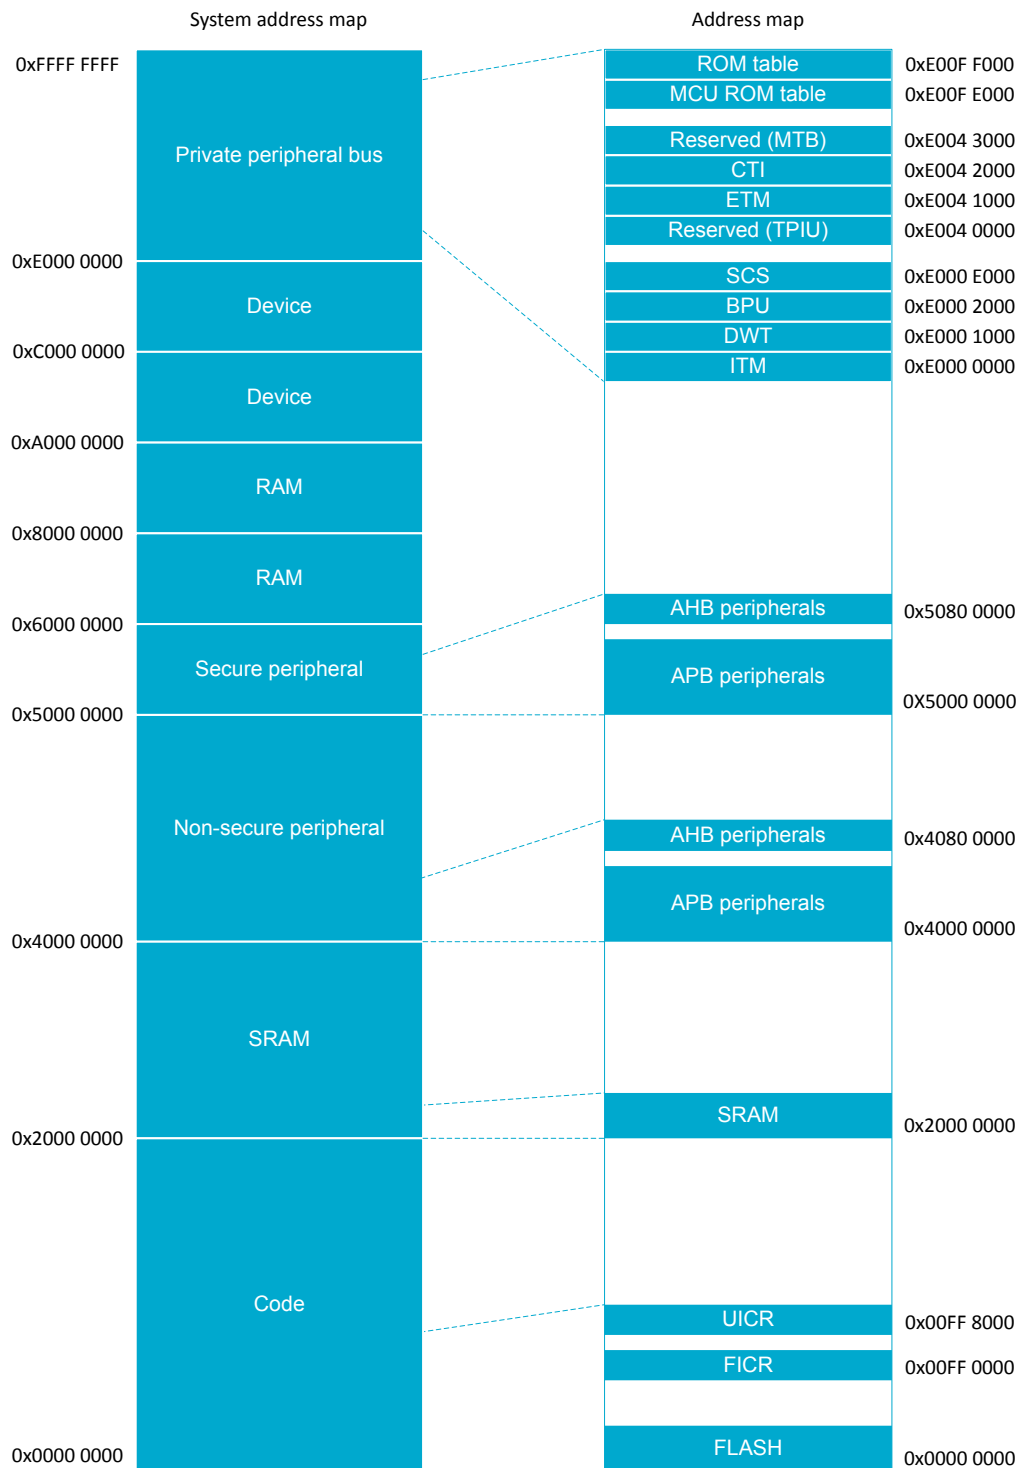 System address map
Address map
0xFFFF FFFF
Private peripheral bus
0xE000 0000
Device
0xC000 0000
Device
0xA000 0000
RAM
0x8000 0000
RAM
0x6000 0000
Secure peripheral
0x5000 0000
Non-secure peripheral
0x4000 0000
SRAM
0x2000 0000
Code
0x0000 0000
ROM table 0xE00F F000
MCU ROM table 0xE00F E000
Reserved (MTB) 0xE004 3000
CTI 0xE004 2000
ETM 0xE004 1000
Reserved (TPIU) 0xE004 0000
SCS 0xE000 E000
BPU 0xE000 2000
DWT 0xE000 1000
ITM 0xE000 0000
AHB peripherals 0x5080 0000
APB peripherals
0X5000 0000
AHB peripherals 0x4080 0000
APB peripherals
0x4000 0000
SRAM 0x2000 0000
UICR 0x00FF 8000
FICR 0x00FF 0000
FLASH 0x0000 0000